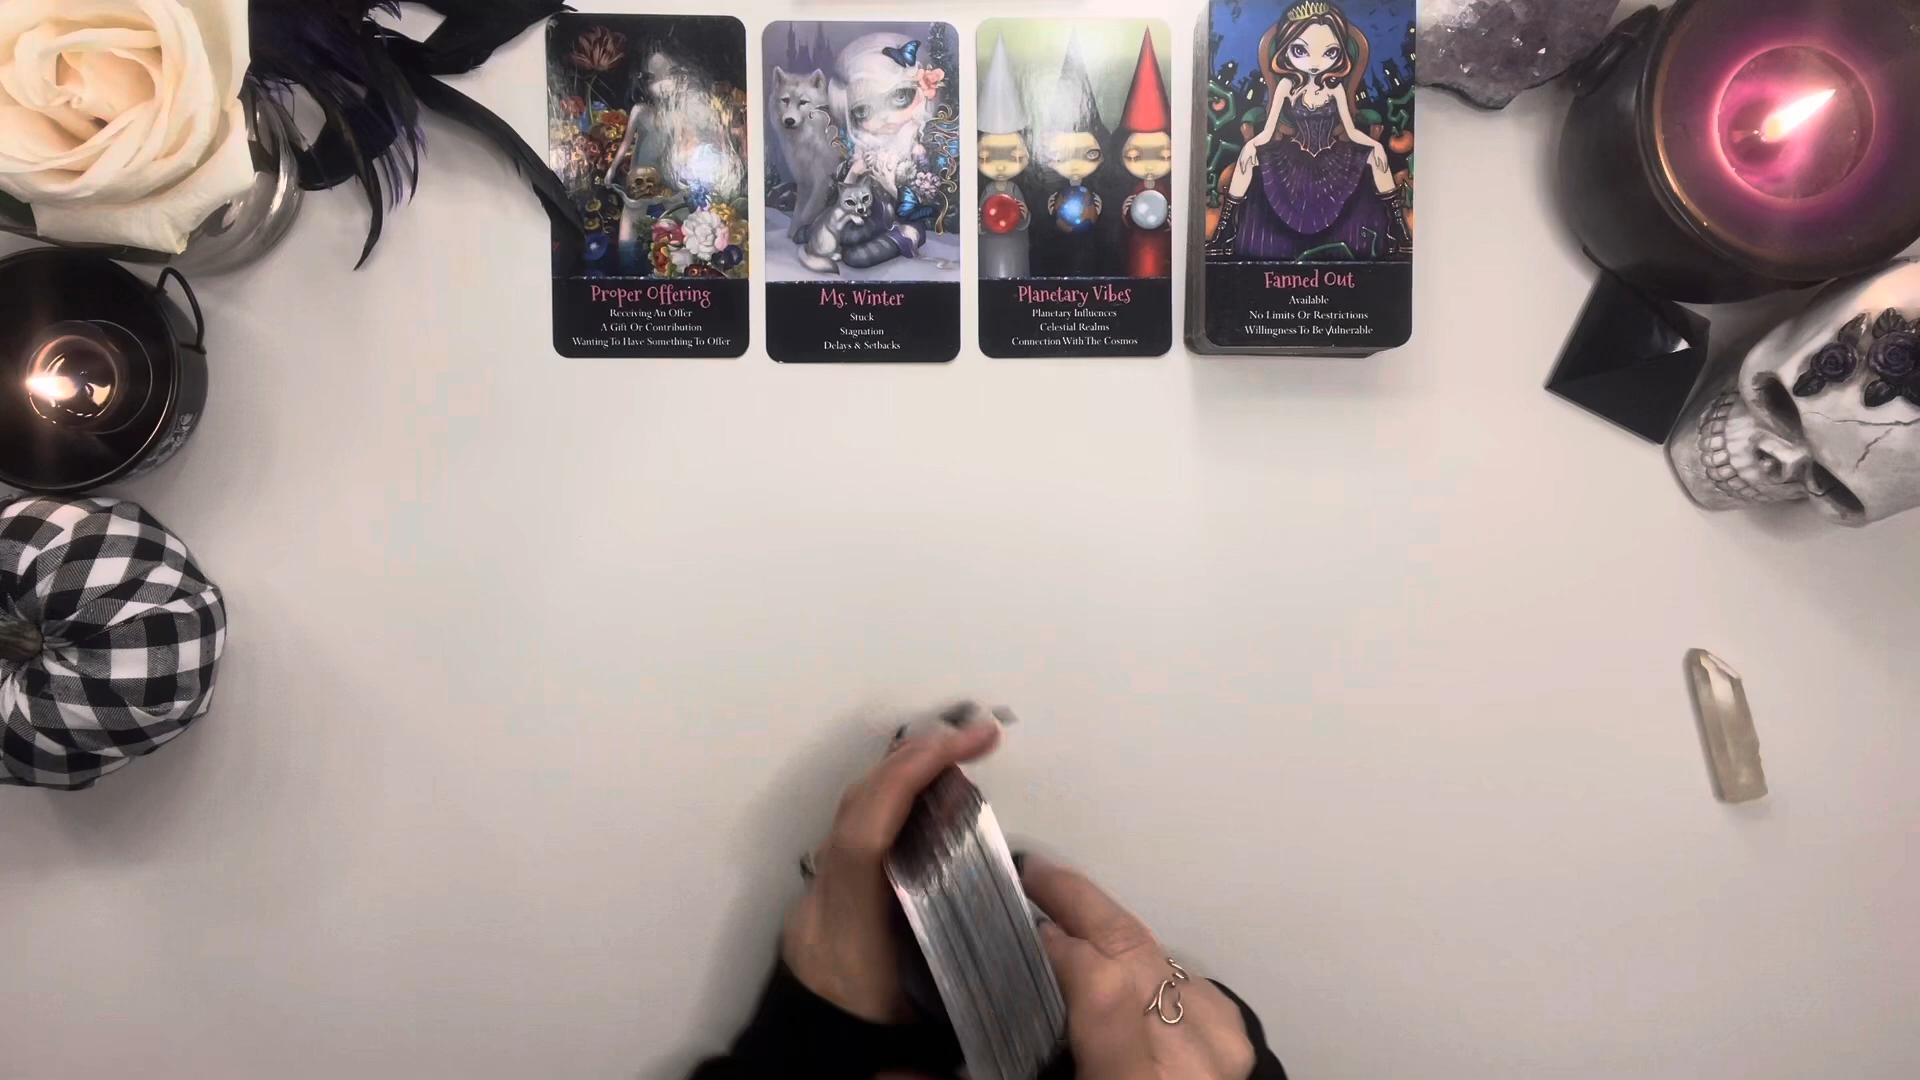 Proper Offering
Receiving An Offer
A Gift Or Contribution
Wanting To Have Something To Offer
Ms. Winter
Stuck
Stagnation
Delays & Setbacks
Planetary Vibes
Planetary Influences
Celestial Realms
Connection With The Cosmos
Fanned Out
Available
No Limits Or Restrictions
Willingness To Be Vulnerable